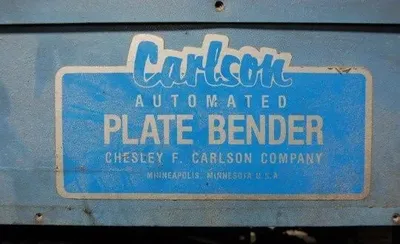 Carlson
AUTOMATED
PLATE BENDER
CHESLEY F. CARLSON COMPANY
MINNEAPOLIS, MINNESOTA U.S.A